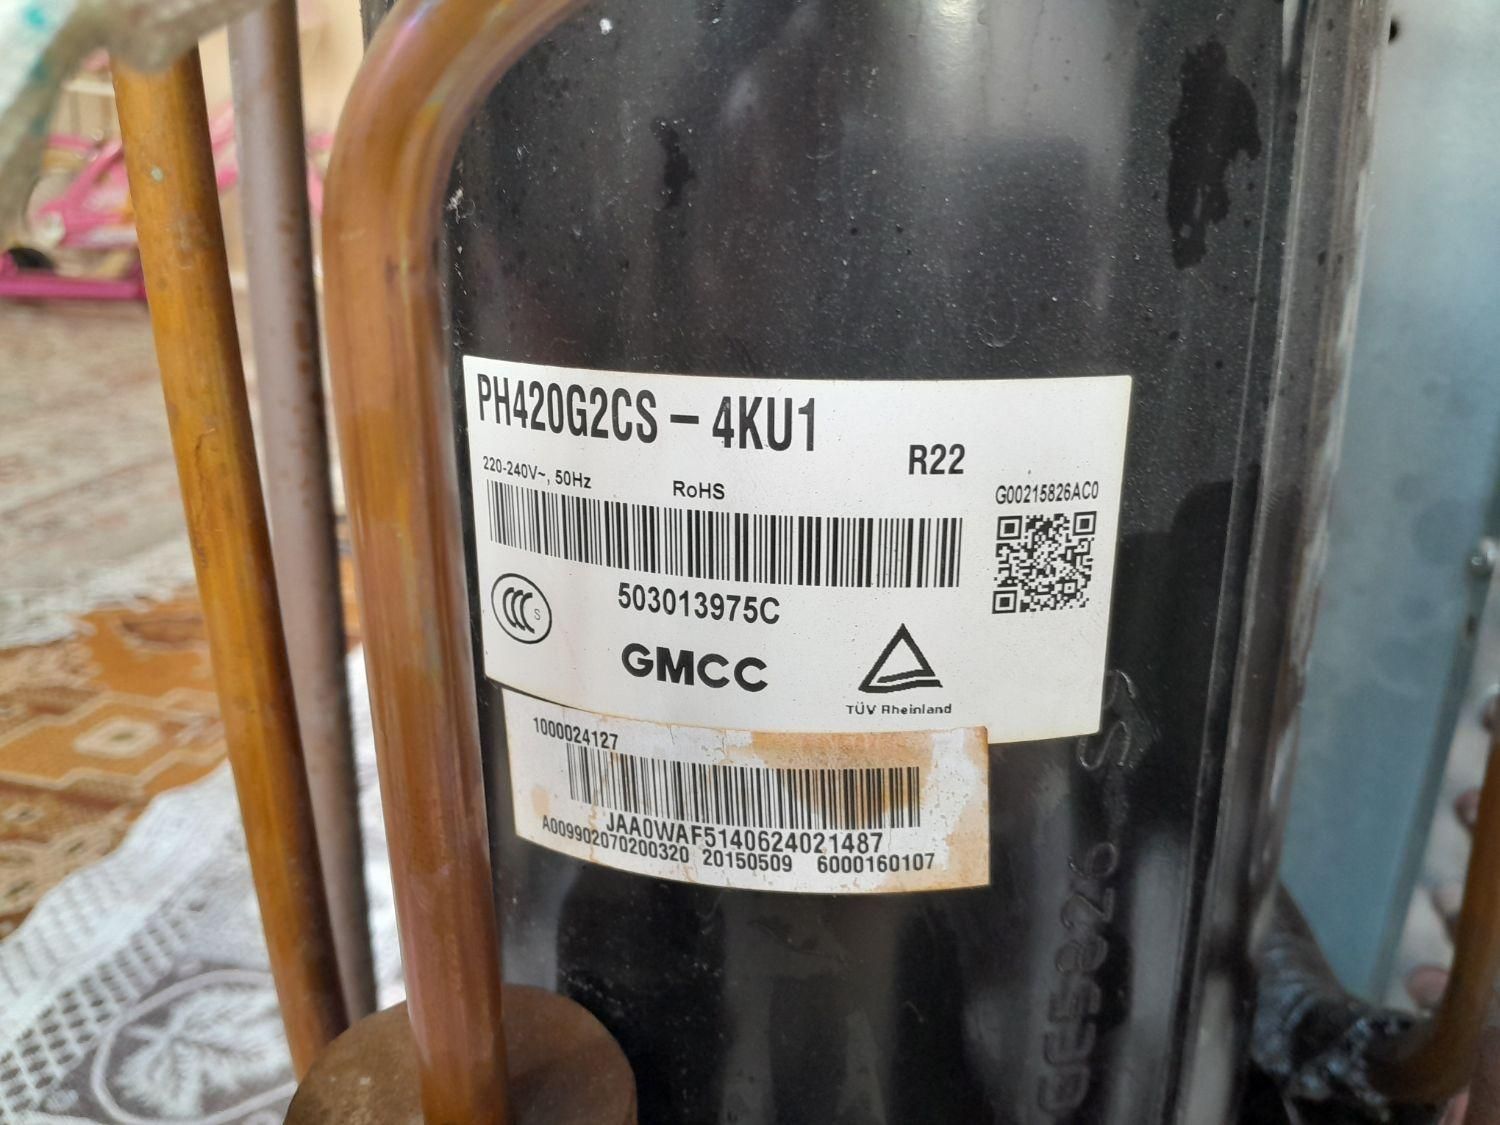 PH420G2CS-4KU1
R22
220-240V~, 50Hz
RoHS
G00215826AC0
503013975C
S
GMCC
TÜV Rheinland
1000024127
JAA0WAF5140624021487
A009902070200320 20150509 6000160107